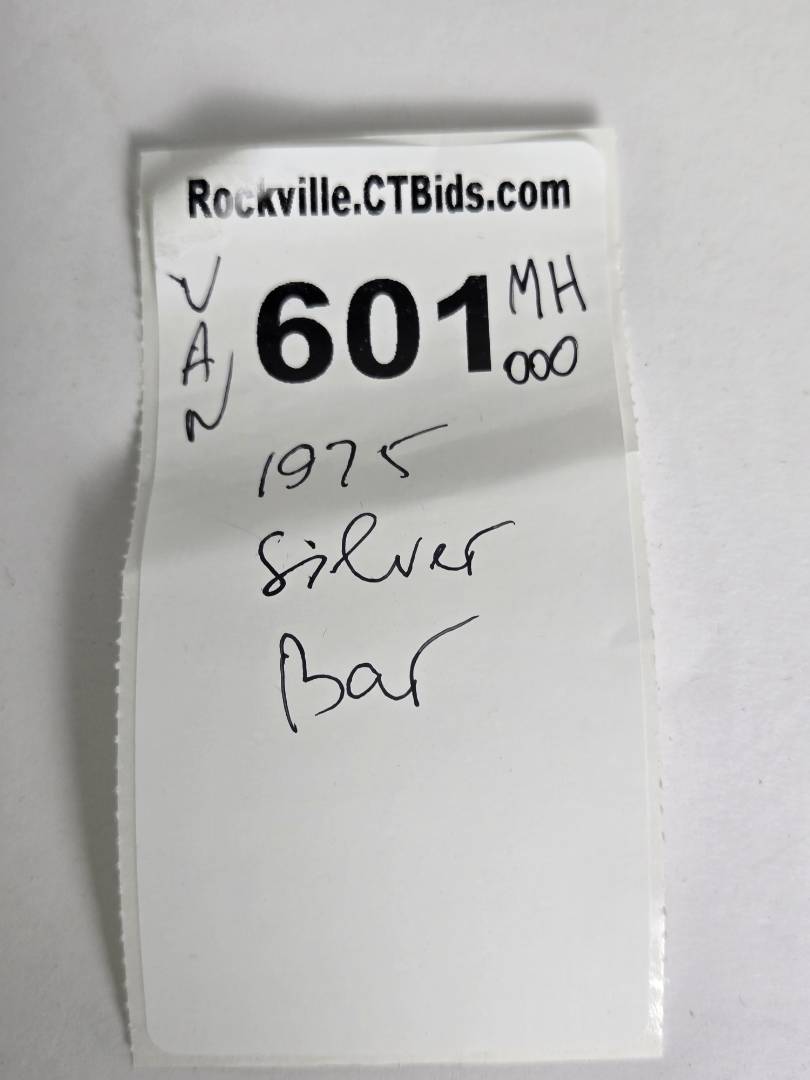 Rockville.CTBids.com
VAN
601
MH
000
1975
Silver
Bar